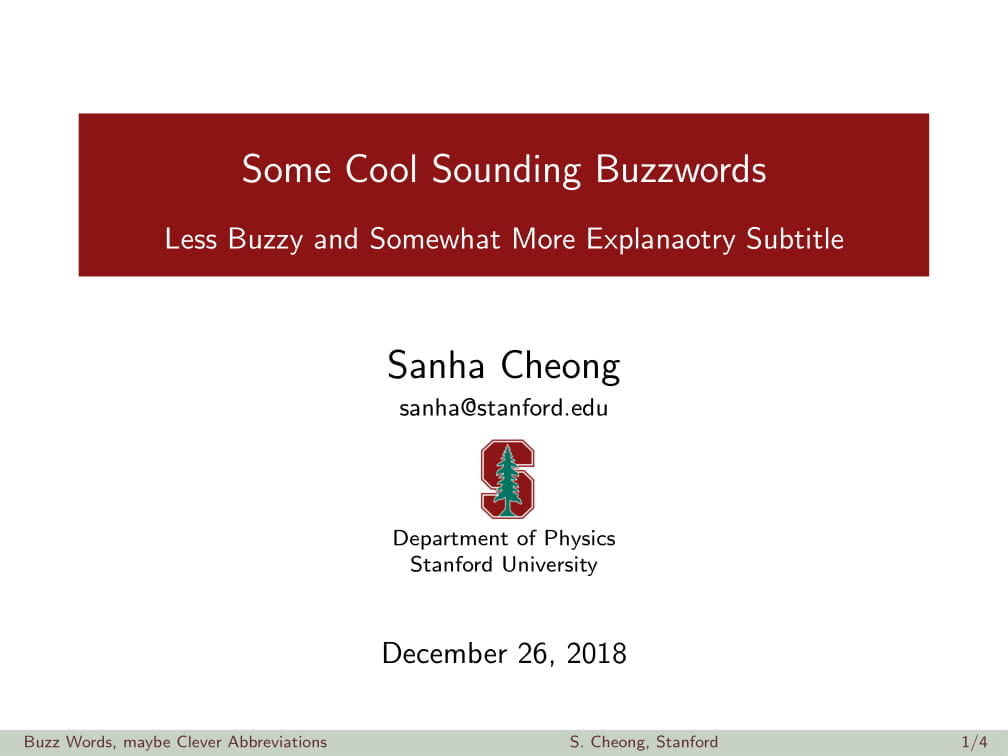 Some Cool Sounding Buzzwords
Less Buzzy and Somewhat More Explanaotry Subtitle
Sanha Cheong
sanha@stanford.edu
S
Department of Physics
Stanford University
December 26, 2018
Buzz Words, maybe Clever Abbreviations S. Cheong, Stanford 1/4